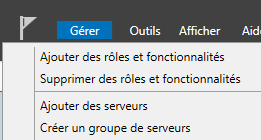 Gérer Outils Afficher Aide
Ajouter des rôles et fonctionnalités
Supprimer des rôles et fonctionnalités
Ajouter des serveurs
Créer un groupe de serveurs